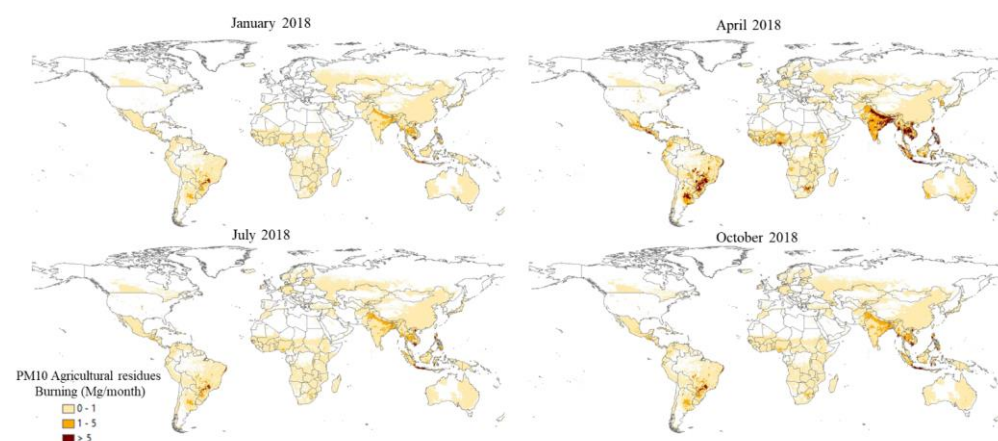 January 2018
April 2018
July 2018
October 2018
PM10 Agricultural residues
Burning (Mg/month)
0 - 1
1 - 5
> 5